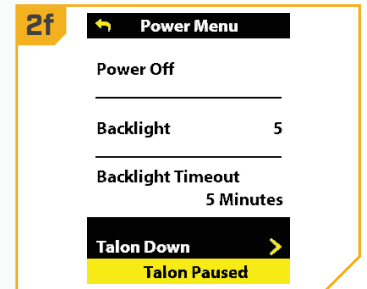 2f
Power Menu
Power Off
Backlight 5
Backlight Timeout
5 Minutes
Talon Down
Talon Paused